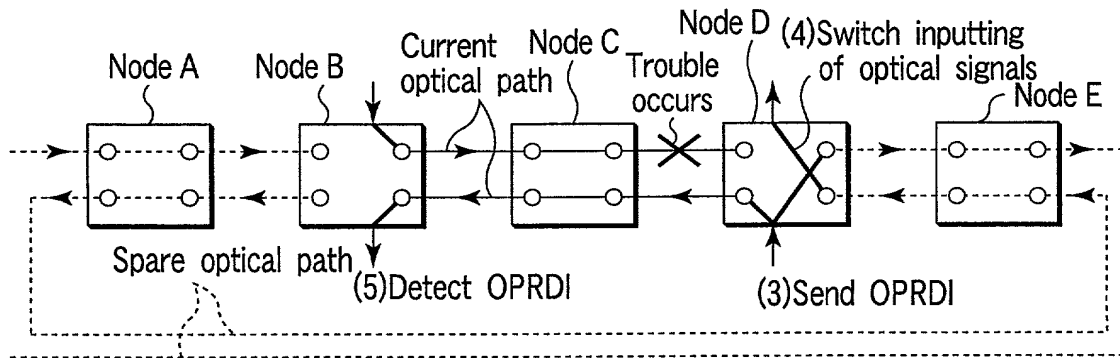 Node A
Node B
Current
optical path
Node C
Trouble
occurs
Node D
(4)Switch inputting
of optical signals
Node E
Spare optical path
(5)Detect OPRDI
(3)Send OPRDI